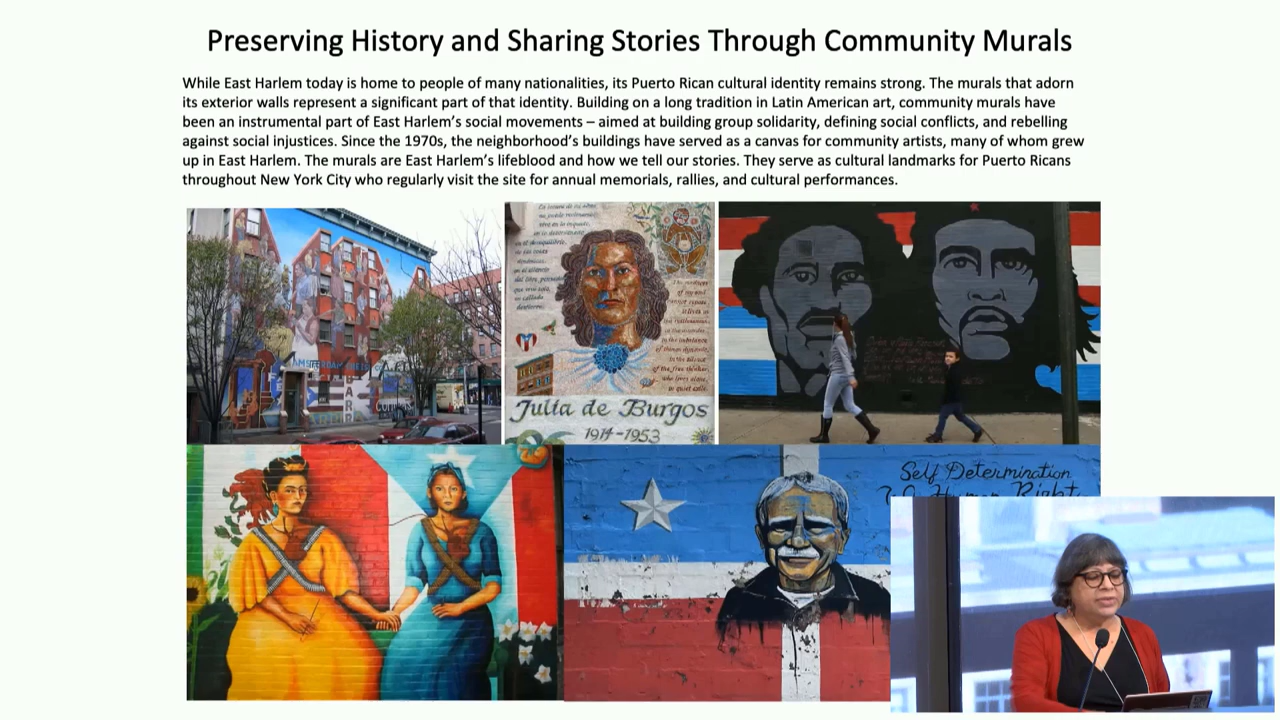 Preserving History and Sharing Stories Through Community Murals
While East Harlem today is home to people of many nationalities, its Puerto Rican cultural identity remains strong. The murals that adorn
its exterior walls represent a significant part of that identity. Building on a long tradition in Latin American art, community murals have
been an instrumental part of East Harlem's social movements – aimed at building group solidarity, defining social conflicts, and rebelling
against social injustices. Since the 1970s, the neighborhood's buildings have served as a canvas for community artists, many of whom grew
up in East Harlem. The murals are East Harlem's lifeblood and how we tell our stories. They serve as cultural landmarks for Puerto Ricans
throughout New York City who regularly visit the site for annual memorials, rallies, and cultural performances.
Julia de Burgos
1914-1953
Self Determination
Human Right